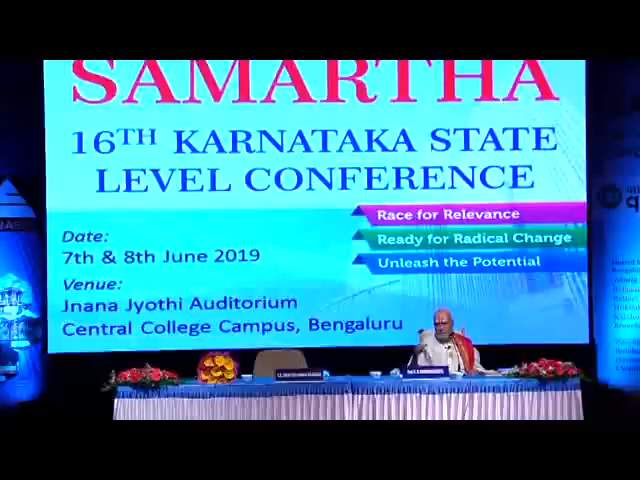 SAMARTHA
16TH KARNATAKA STATE
LEVEL CONFERENCE
Race for Relevance
Ready for Radical Change
Unleash the Potential
Date:
7th & 8th June 2019
Venue:
Jnana Jyothi Auditorium
Central College Campus, Bengaluru